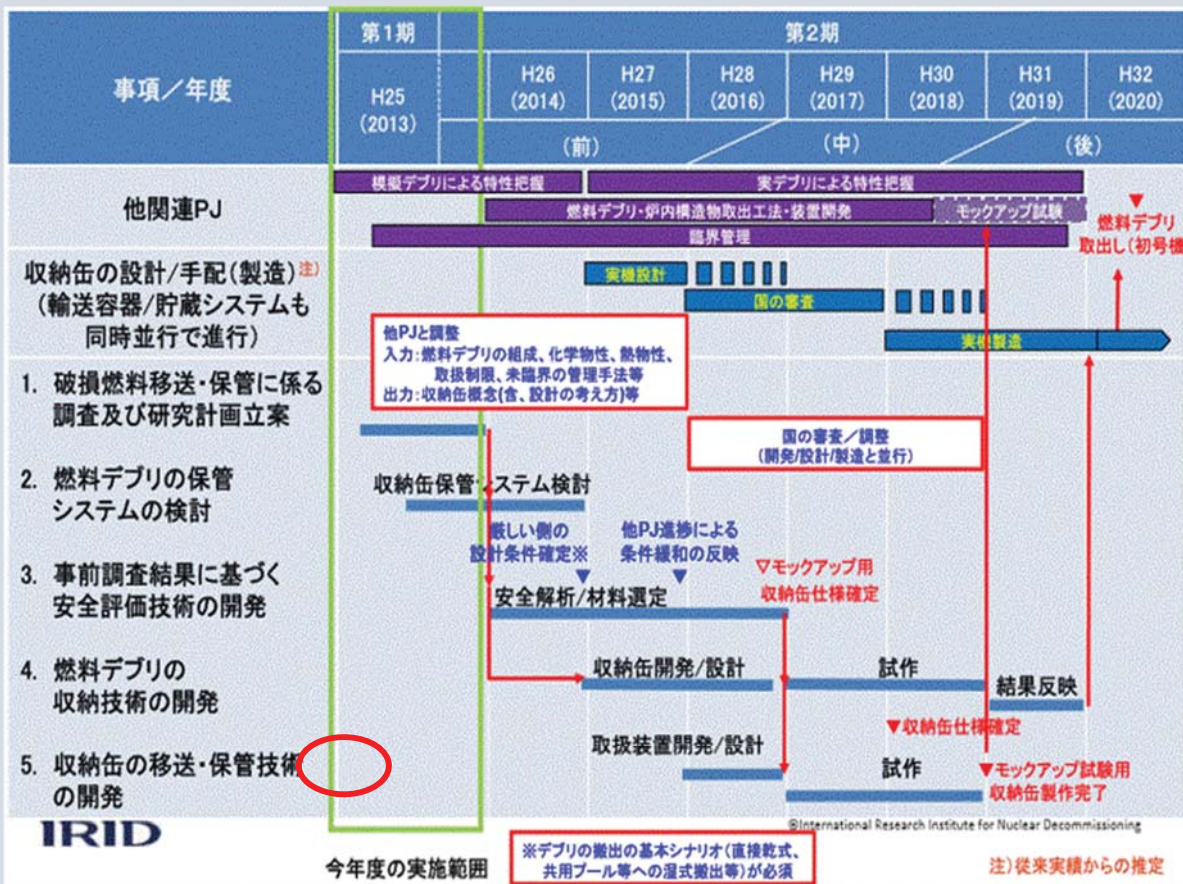 第1期
第2期
事項／年度
H25
(2013)
H26
(2014)
H27
(2015)
H28
(2016)
H29
(2017)
H30
(2018)
H31
(2019)
H32
(2020)
(前)
(中)
(後)
他関連PJ
模擬デブリによる特性把握
実デブリによる特性把握
燃料デブリ・炉内構造物取出工法・装置開発
モックアップ試験
臨界管理
▼
燃料デブリ
取出し(初号機
収納缶の設計/手配(製造)注)
(輸送容器/貯蔵システムも
同時並行で進行)
実機設計
国の審査
実機製造
他PJと調整
入力:燃料デブリの組成、化学物性、熱物性、
取扱制限、未臨界の管理手法等
出力:収納缶概念(含、設計の考え方)等
国の審査／調整
(開発/設計/製造と並行)
1. 破損燃料移送・保管に係る
調査及び研究計画立案
2. 燃料デブリの保管
システムの検討
収納缶保管システム検討
厳しい側の
設計条件確定※
▼
他PJ進捗による
条件緩和の反映
▼
▽モックアップ用
収納缶仕様確定
3. 事前調査結果に基づく
安全評価技術の開発
安全解析/材料選定
4. 燃料デブリの
収納技術の開発
収納缶開発/設計
試作
結果反映
▼収納缶仕様確定
5. 収納缶の移送・保管技術
の開発
取扱装置開発/設計
試作
▼モックアップ試験用
収納缶製作完了
IRID
©International Research Institute for Nuclear Decommissioning
今年度の実施範囲
※デブリの搬出の基本シナリオ(直接乾式、
共用プール等への湿式搬出等)が必須
注)従来実績からの推定